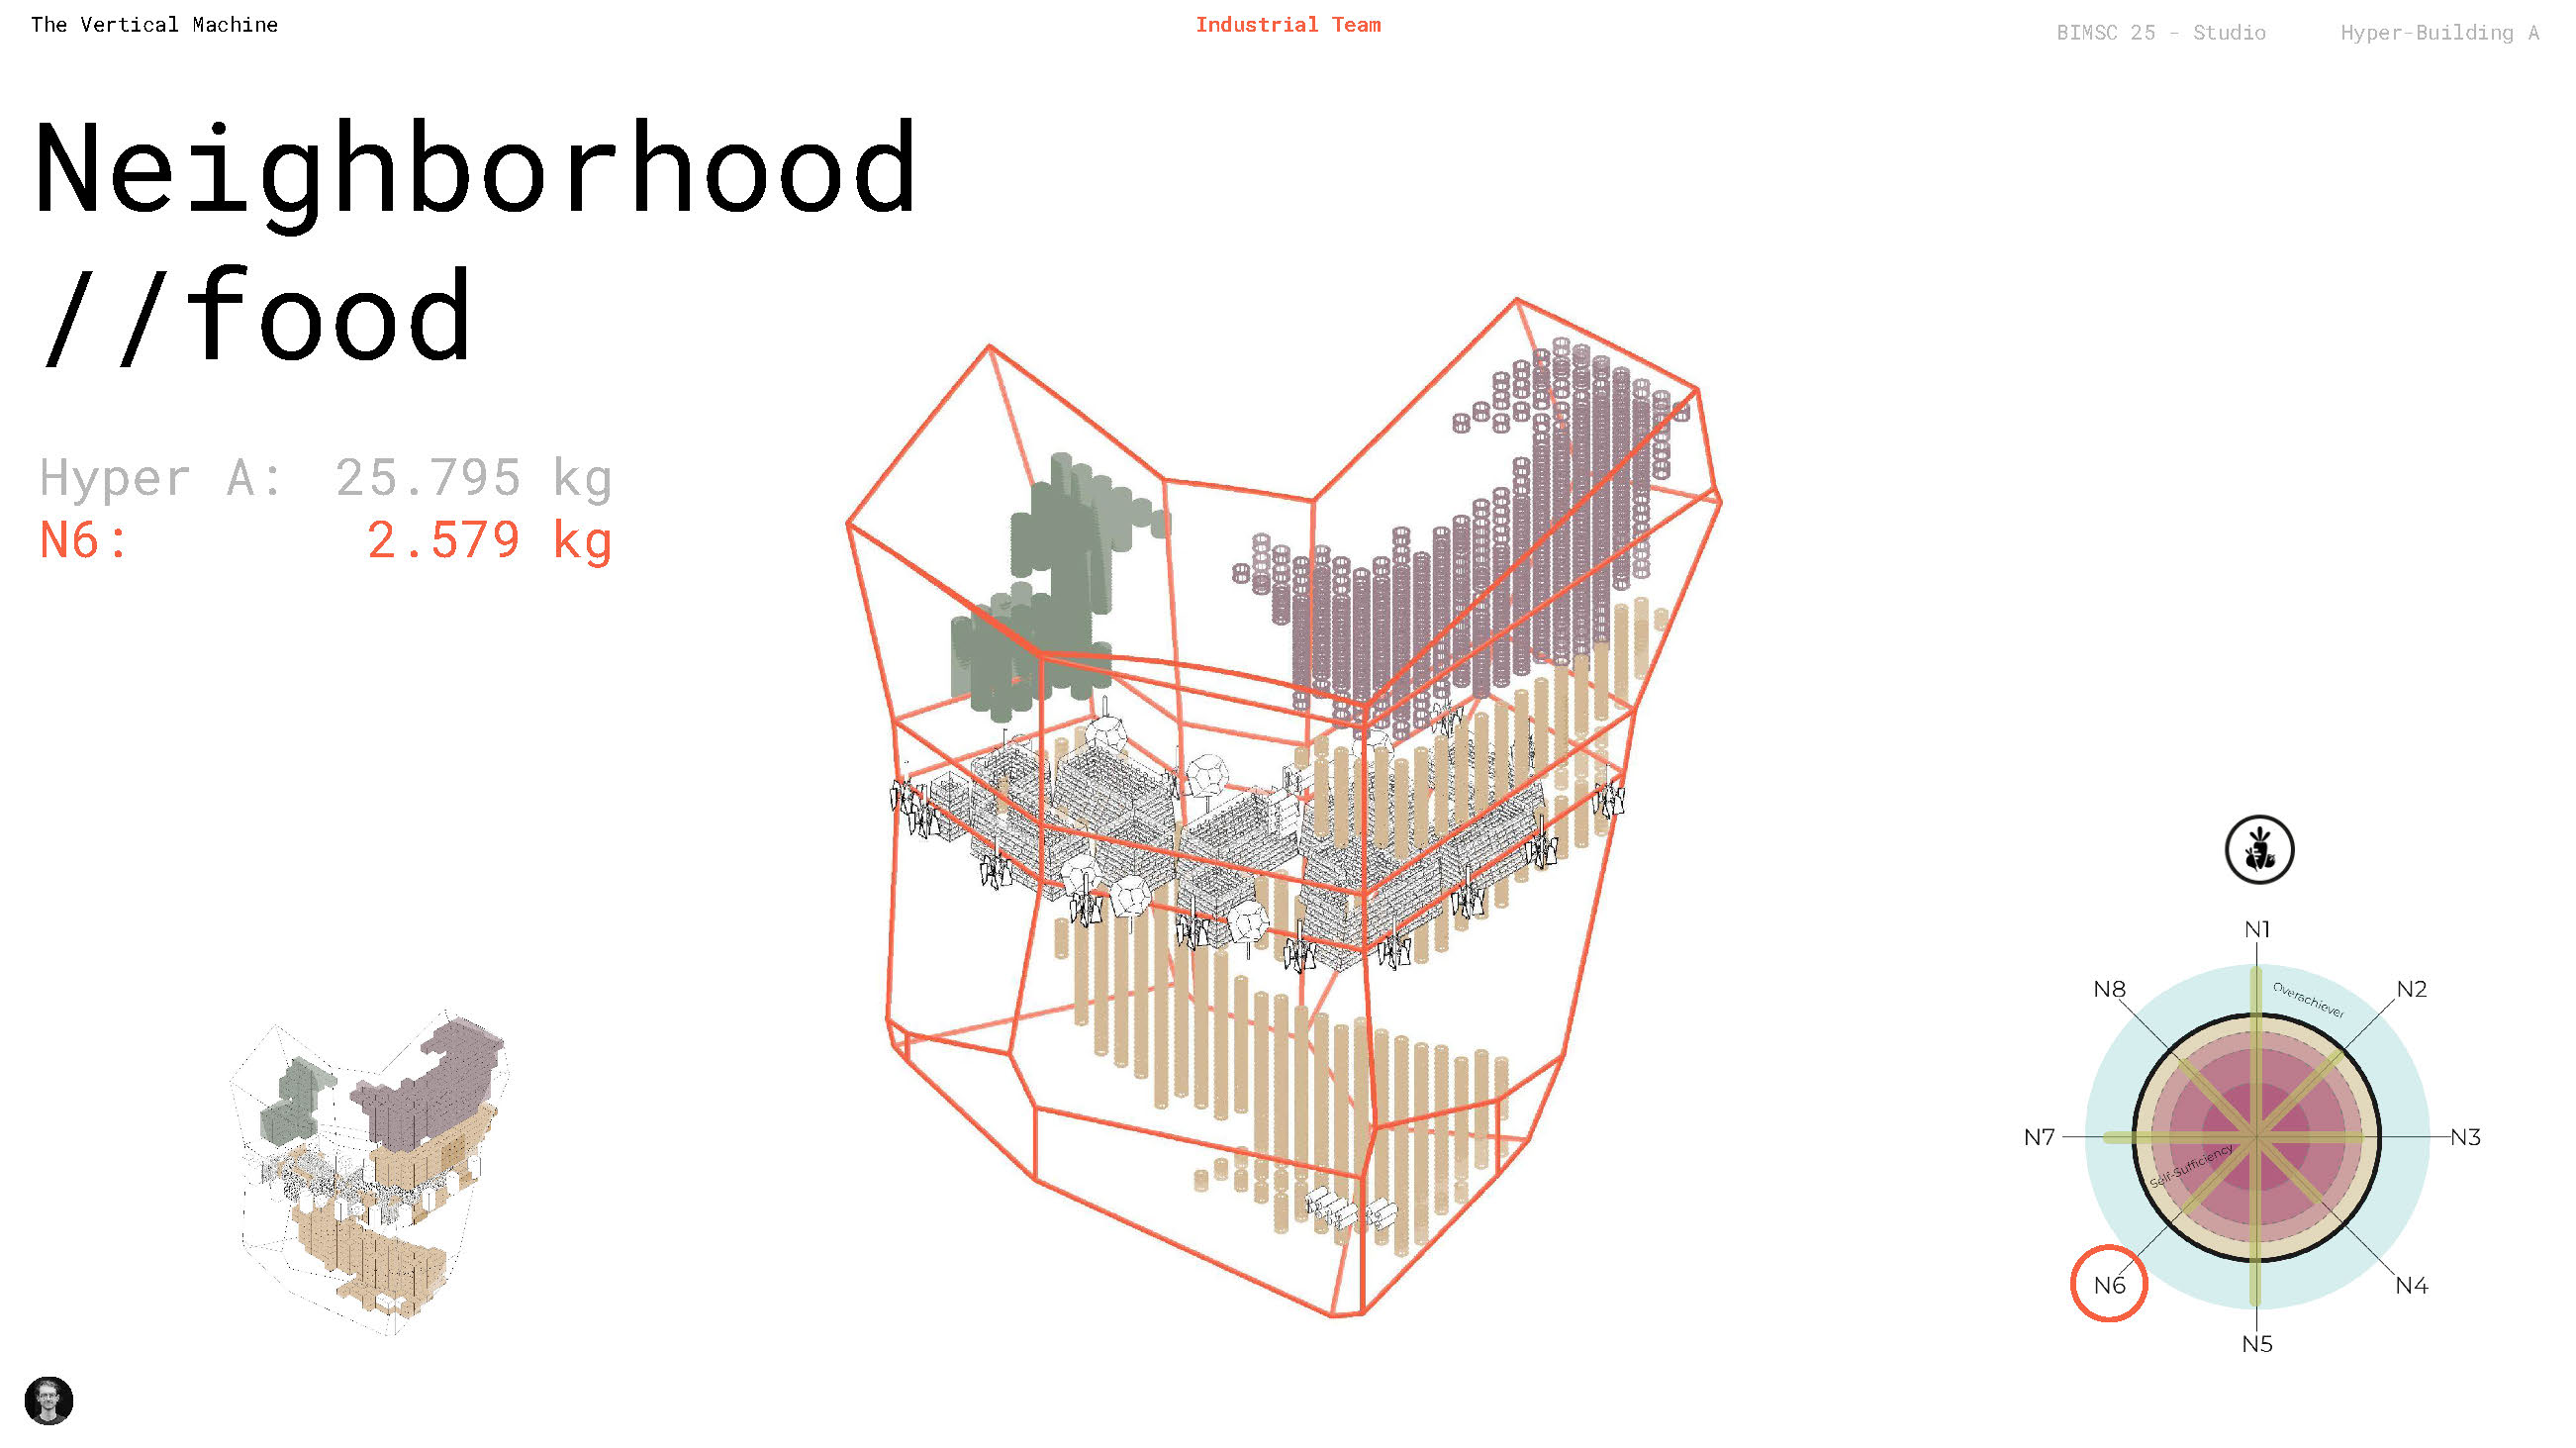 The Vertical Machine
Industrial Team
BIMSC 25 - Studio
Hyper-Building A
Neighborhood
//food
Hyper A: 25.795 kg
N6: 2.579 kg
N1
N8
N2
Overachiever
N7
N3
Self-Sufficiency
N6
N4
N5